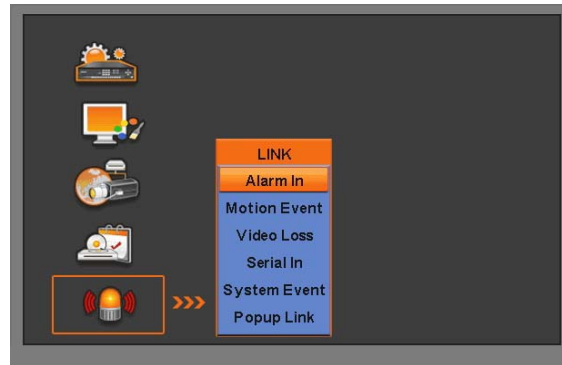 LINK
Alarm In
Motion Event
Video Loss
Serial In
System Event
Popup Link